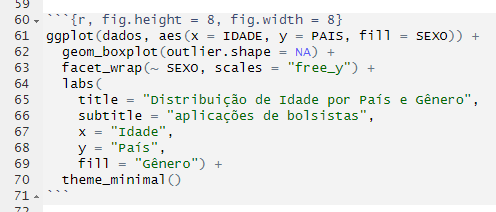 59
60 ```{r, fig.height = 8, fig.width = 8}
61 ggplot(dados, aes(x = IDADE, y = PAIS, fill = SEXO)) +
62   geom_boxplot(outlier.shape = NA) +
63   facet_wrap(~ SEXO, scales = "free_y") +
64   labs(
65     title = "Distribuição de Idade por País e Gênero",
66     subtitle = "aplicações de bolsistas",
67     x = "Idade",
68     y = "País",
69     fill = "Gênero") +
70   theme_minimal()
71 ```
72